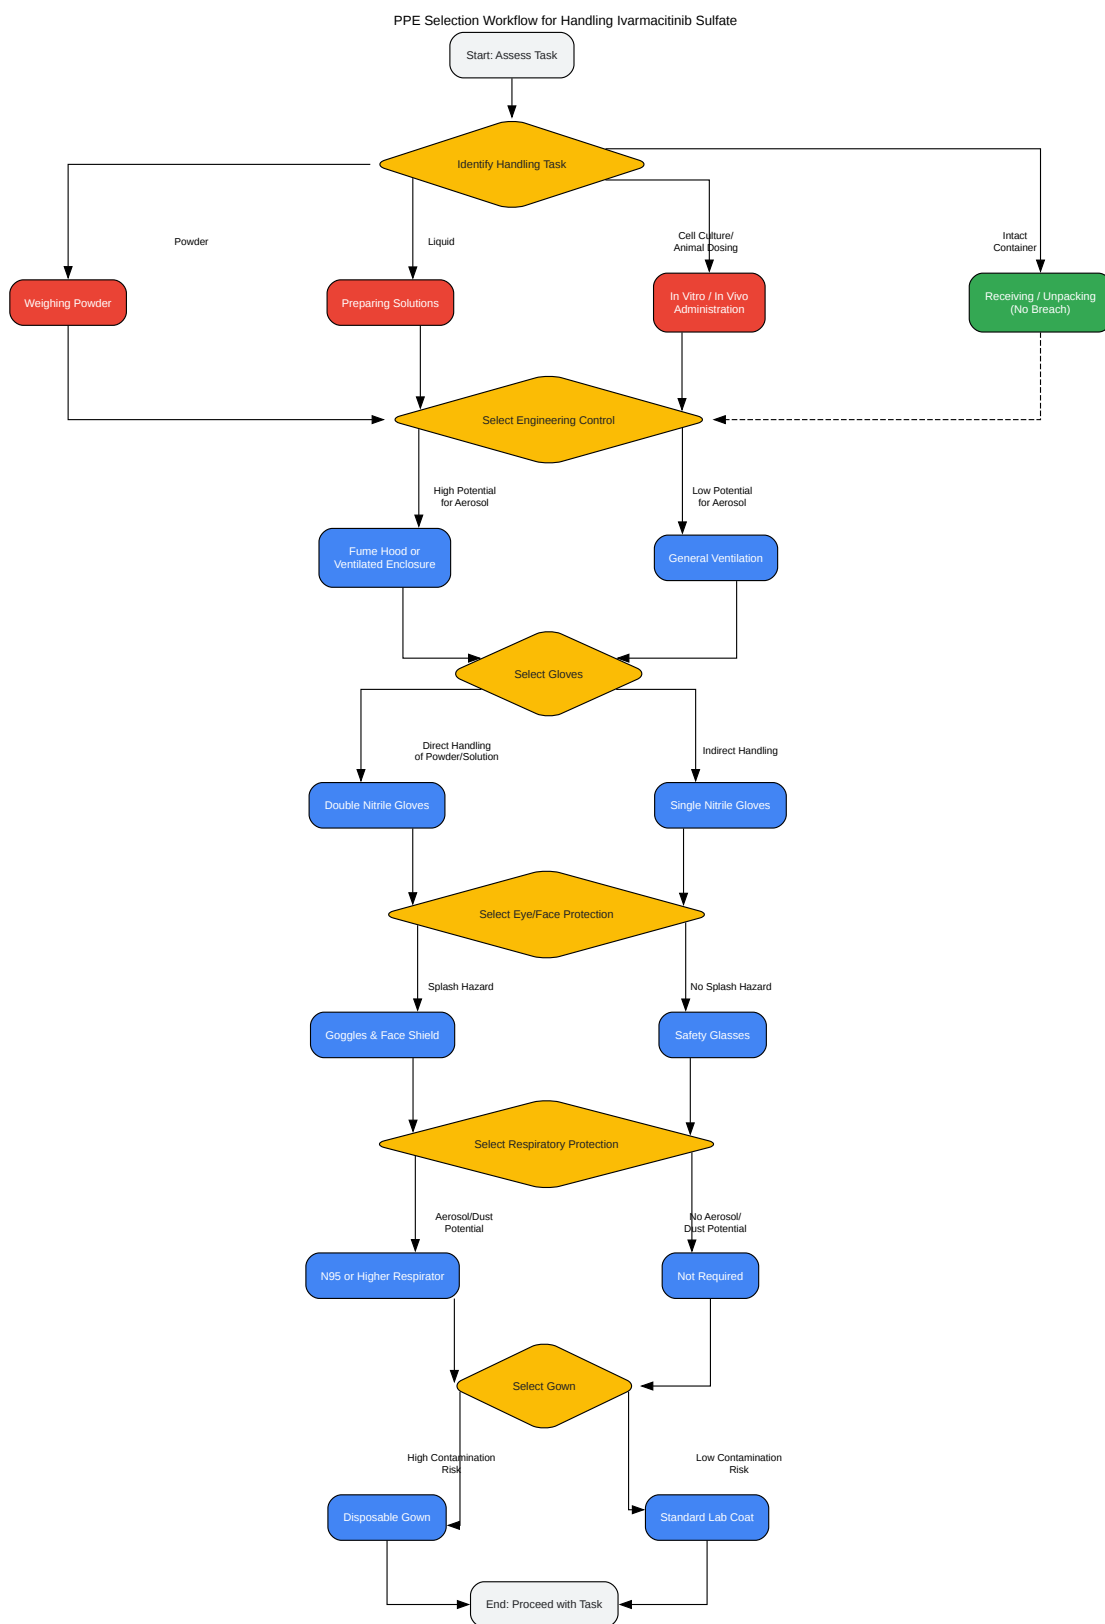 PPE Selection Workflow for Handling Ivarmacitinib Sulfate
Start: Assess Task
Identify Handling Task
Powder
Liquid
Cell Culture/
Animal Dosing
Intact
Container
Weighing Powder
Preparing Solutions
In Vitro / In Vivo
Administration
Receiving / Unpacking
(No Breach)
Select Engineering Control
High Potential
for Aerosol
Low Potential
for Aerosol
Fume Hood or
Ventilated Enclosure
General Ventilation
Select Gloves
Direct Handling
of Powder/Solution
Indirect Handling
Double Nitrile Gloves
Single Nitrile Gloves
Select Eye/Face Protection
Splash Hazard
No Splash Hazard
Goggles & Face Shield
Safety Glasses
Select Respiratory Protection
Aerosol/Dust
Potential
No Aerosol/
Dust Potential
N95 or Higher Respirator
Not Required
Select Gown
High Contamination
Risk
Low Contamination
Risk
Disposable Gown
Standard Lab Coat
End: Proceed with Task